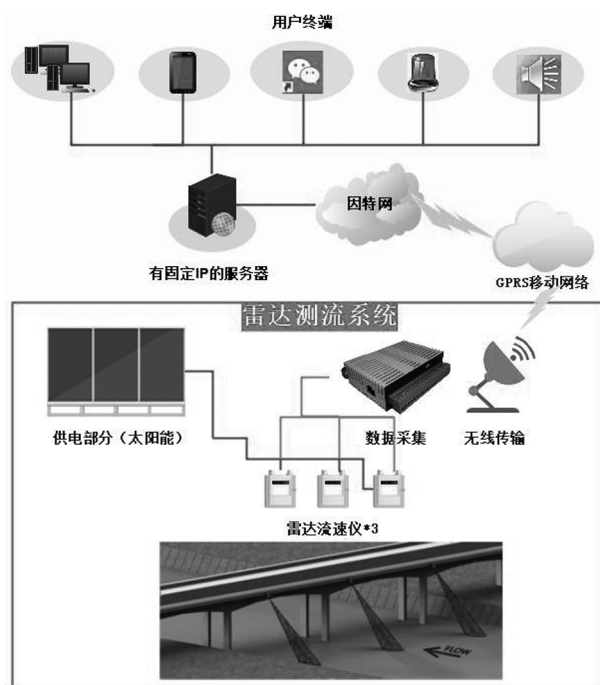 用户终端
因特网
有固定IP的服务器
GPRS移动网络
雷达测流系统
供电部分（太阳能）
数据采集
无线传输
雷达流速仪*3
FLOW